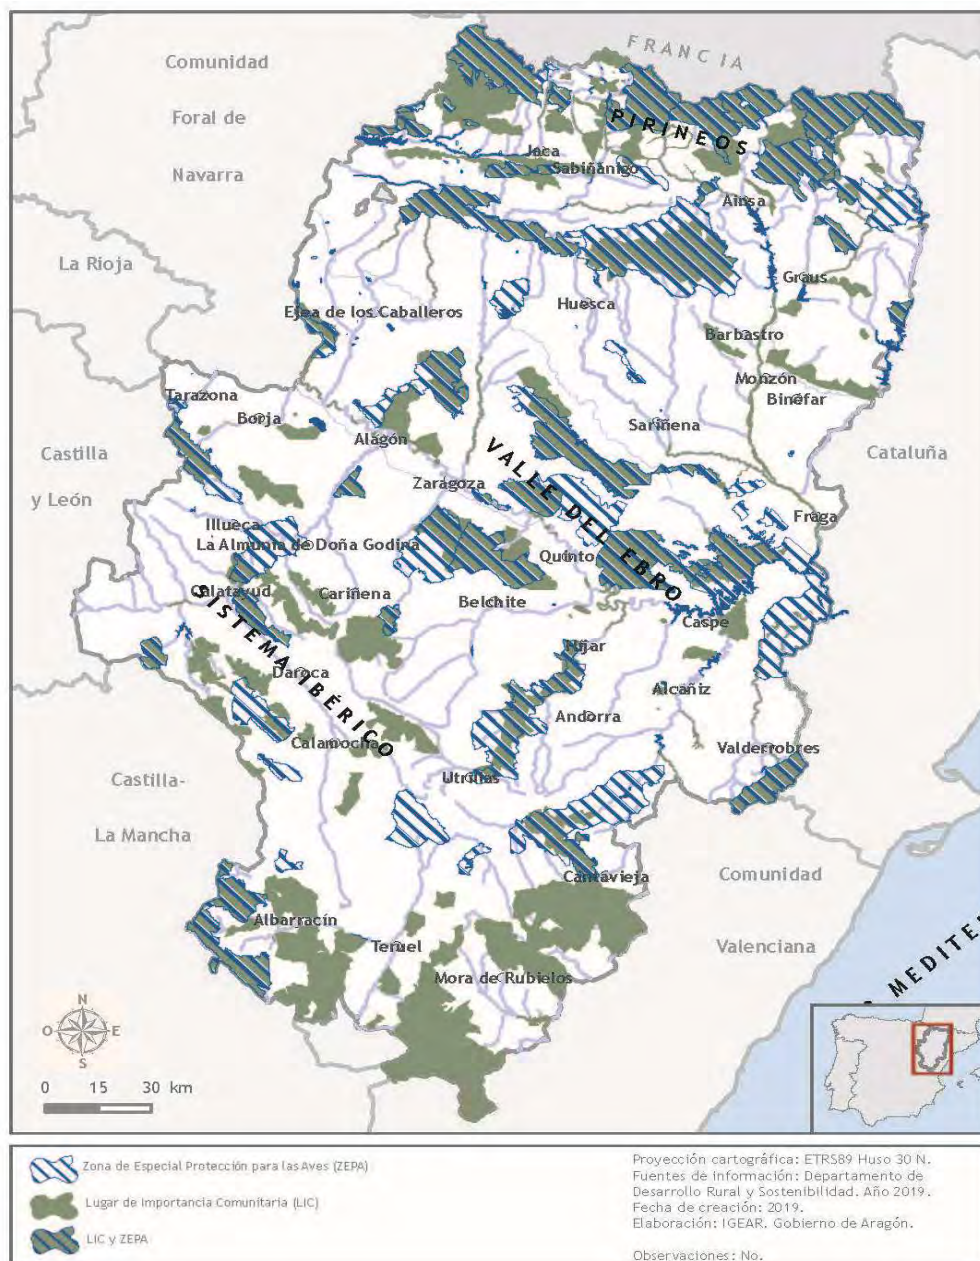 FRANCIA
Comunidad
Foral de
Navarra
PIRINEOS
Jaca
Sabiñánigo
Aínsa
La Rioja
Graus
Ejea de los Caballeros
Huesca
Barbastro
Monzón
Binéfar
Tarazona
Borja
Sariñena
Alagón
Castilla
y León
Cataluña
VALLE DEL EBRO
Zaragoza
Fraga
Illueca
La Almunia de Doña Godina
Quinto
Calatayud
Cariñena
Belchite
Caspe
SISTEMA IBÉRICO
Híjar
Daroca
Alcañiz
Andorra
Calamocha
Valderrobres
Utrillas
Castilla-
La Mancha
Cantavieja
Comunidad
Valenciana
Albarracín
Teruel
Mora de Rubielos
MEDITE
N
O
E
S
0 15 30 km
Zona de Especial Protección para las Aves (ZEPA)
Lugar de Importancia Comunitaria (LIC)
LIC y ZEPA
Proyección cartográfica: ETRS89 Huso 30 N.
Fuentes de información: Departamento de
Desarrollo Rural y Sostenibilidad. Año 2019.
Fecha de creación: 2019.
Elaboración: IGEAR. Gobierno de Aragón.
Observaciones: No.